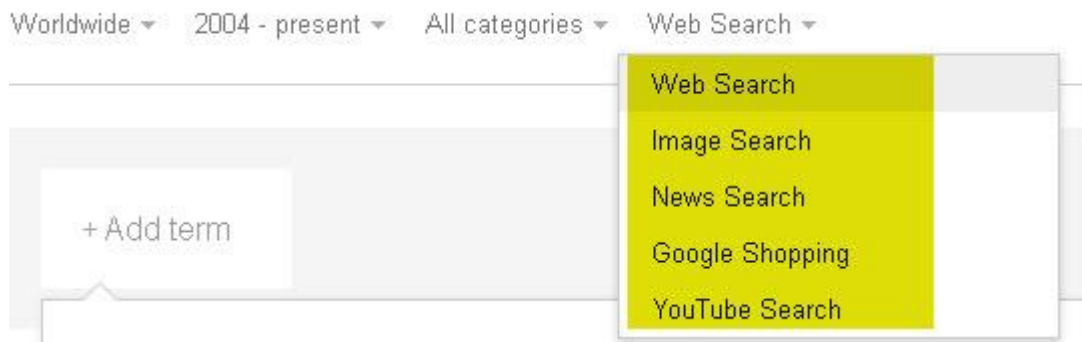 Worldwide 2004 - present All categories Web Search
Web Search
Image Search
News Search
Google Shopping
YouTube Search
+ Add term